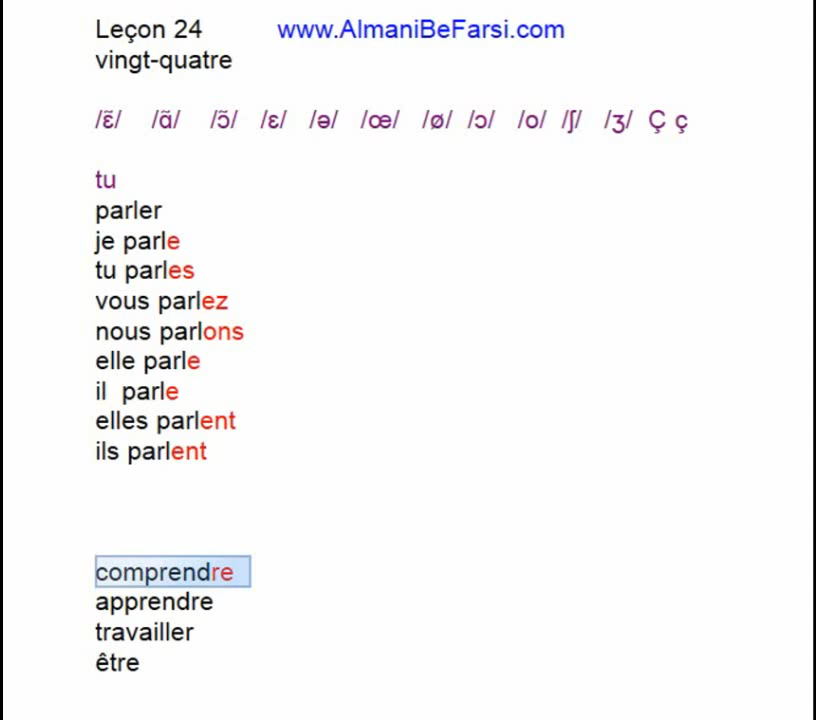 Leçon 24 www.AlmaniBeFarsi.com
vingt-quatre
/ɛ̃/ /ɑ̃/ /ɔ̃/ /ɛ/ /ə/ /œ/ /ø/ /ɔ/ /o/ /ʃ/ /ʒ/ Ç ç
tu
parler
je parle
tu parles
vous parlez
nous parlons
elle parle
il parle
elles parlent
ils parlent
comprendre
apprendre
travailler
être